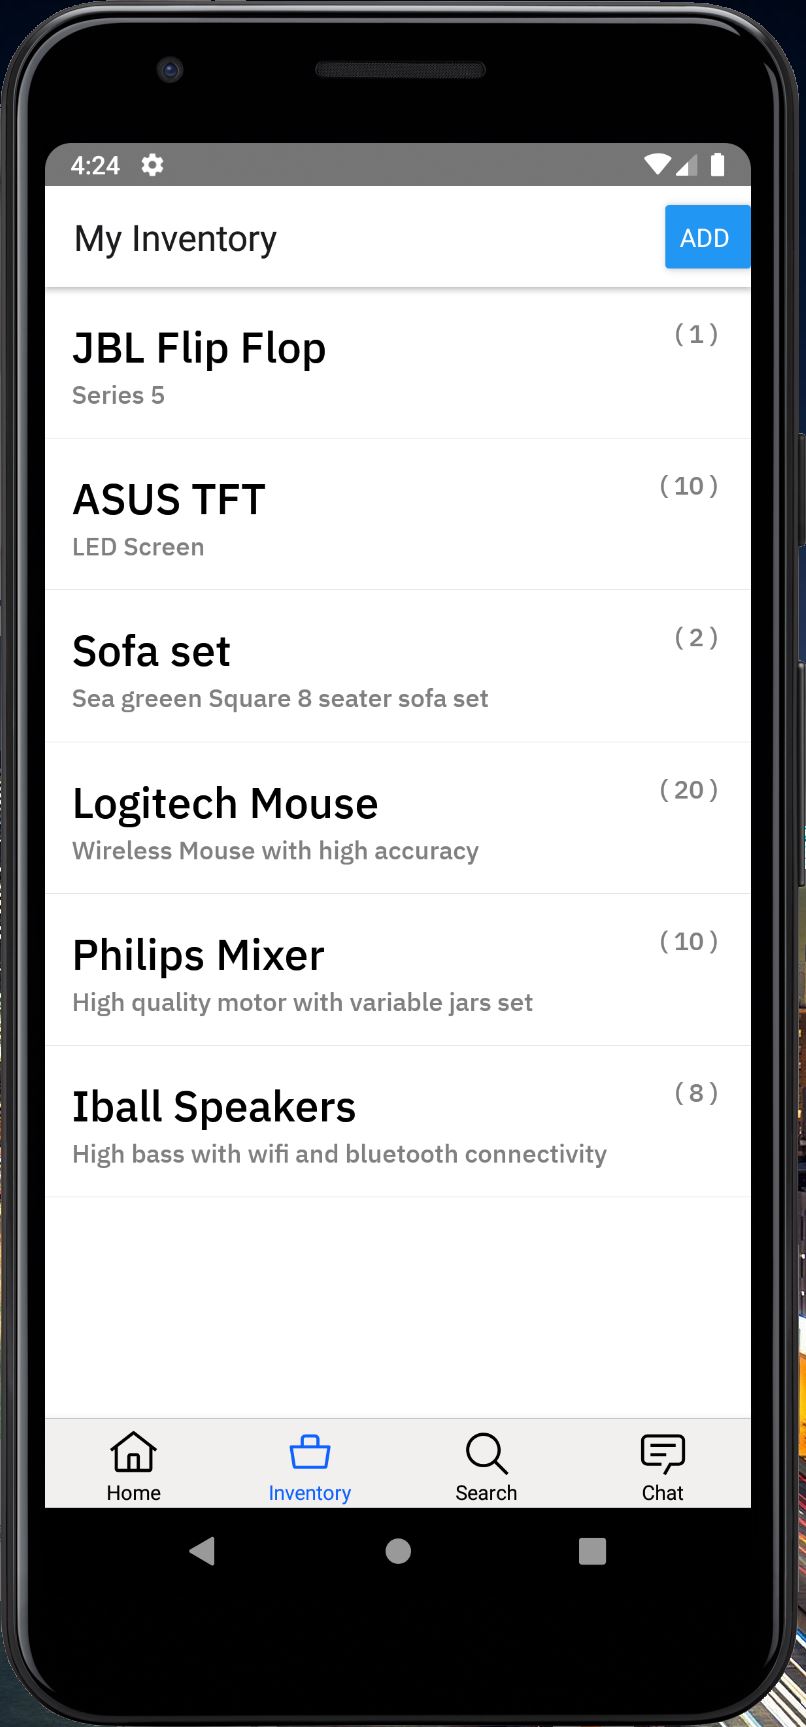 4:24
My Inventory
ADD
JBL Flip Flop
( 1 )
Series 5
ASUS TFT
( 10 )
LED Screen
Sofa set
( 2 )
Sea greeen Square 8 seater sofa set
Logitech Mouse
( 20 )
Wireless Mouse with high accuracy
Philips Mixer
( 10 )
High quality motor with variable jars set
Iball Speakers
( 8 )
High bass with wifi and bluetooth connectivity
Home
Inventory
Search
Chat